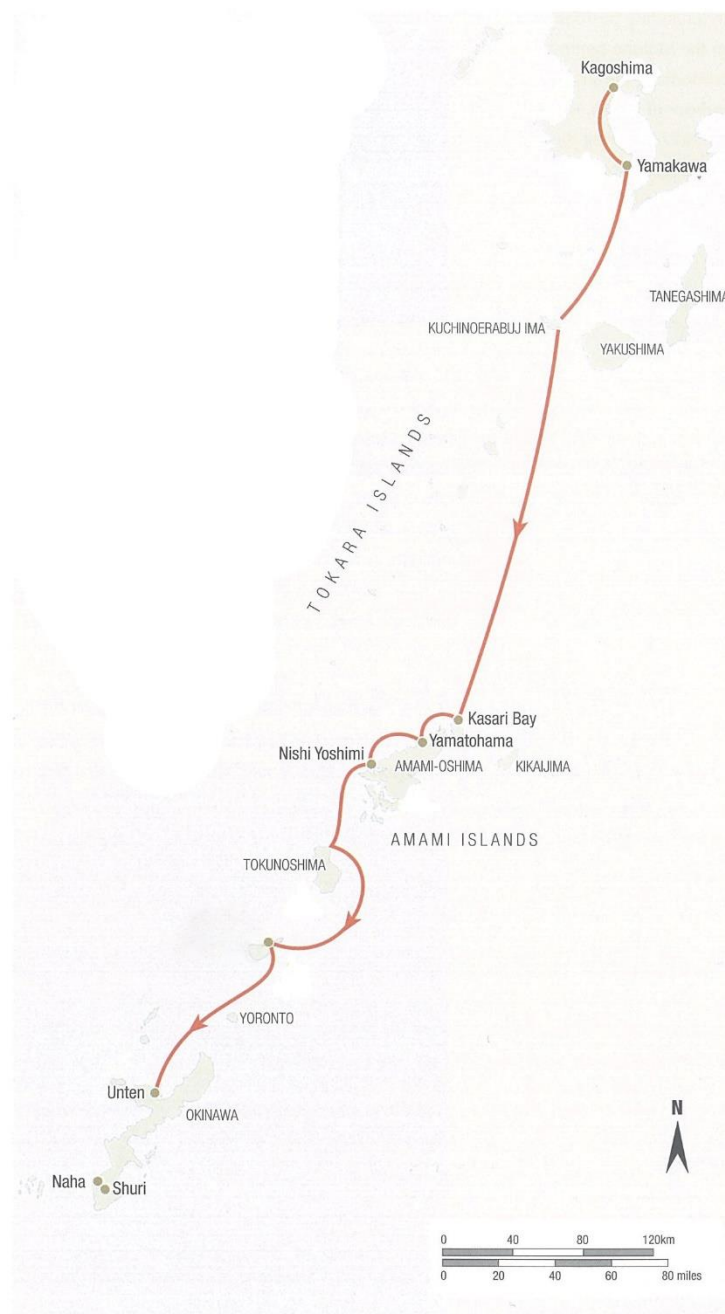 Kagoshima
Yamakawa
TANEGASHIMA
KUCHINOERABUJ IMA
YAKUSHIMA
TOKARA ISLANDS
Kasari Bay
Yamatohama
Nishi Yoshimi
AMAMI-OSHIMA
KIKAIJIMA
AMAMI ISLANDS
TOKUNOSHIMA
YORONTO
Unten
OKINAWA
N
Naha
Shuri
0 40 80 120km
0 20 40 60 80 miles